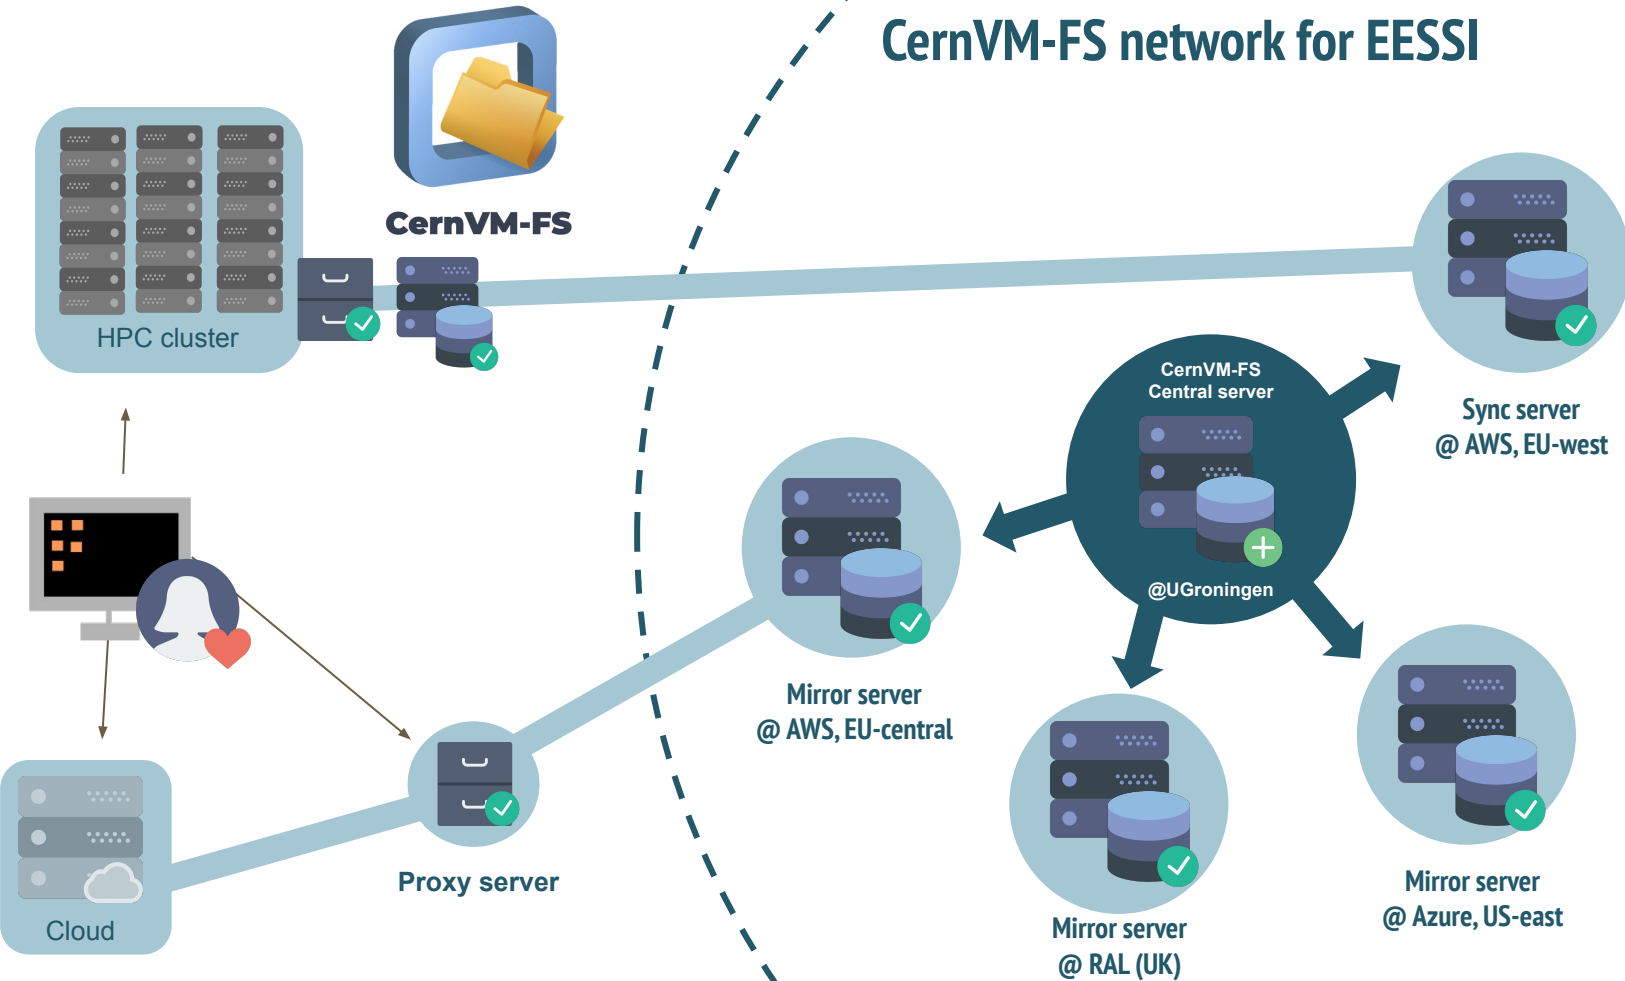 CernVM-FS network for EESSI
CernVM-FS
HPC cluster
CernVM-FS
Central server
@UGroningen
Sync server
@ AWS, EU-west
Mirror server
@ AWS, EU-central
Proxy server
Cloud
Mirror server
@ RAL (UK)
Mirror server
@ Azure, US-east